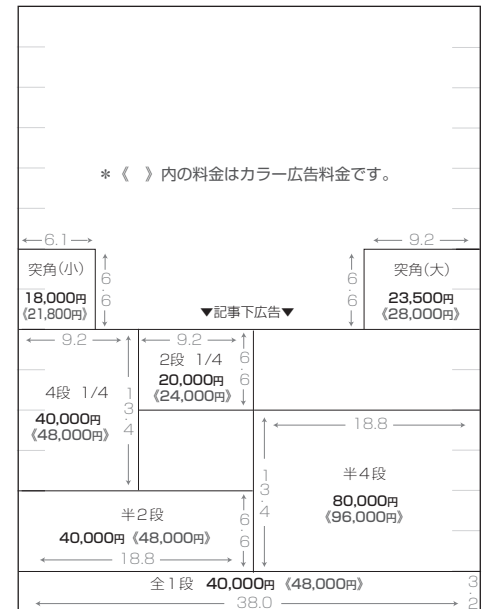 ＊《　》内の料金はカラー広告料金です。
6.1
9.2
突角(小)
18,000円
《21,800円》
6.6
▼記事下広告▼
6.6
突角(大)
23,500円
《28,000円》
9.2
9.2
4段 1/4
40,000円
《48,000円》
13.4
2段 1/4
20,000円
《24,000円》
6.6
18.8
半4段
80,000円
《96,000円》
13.4
半2段
40,000円《48,000円》
18.8
6.6
全1段 40,000円《48,000円》
38.0
3.2